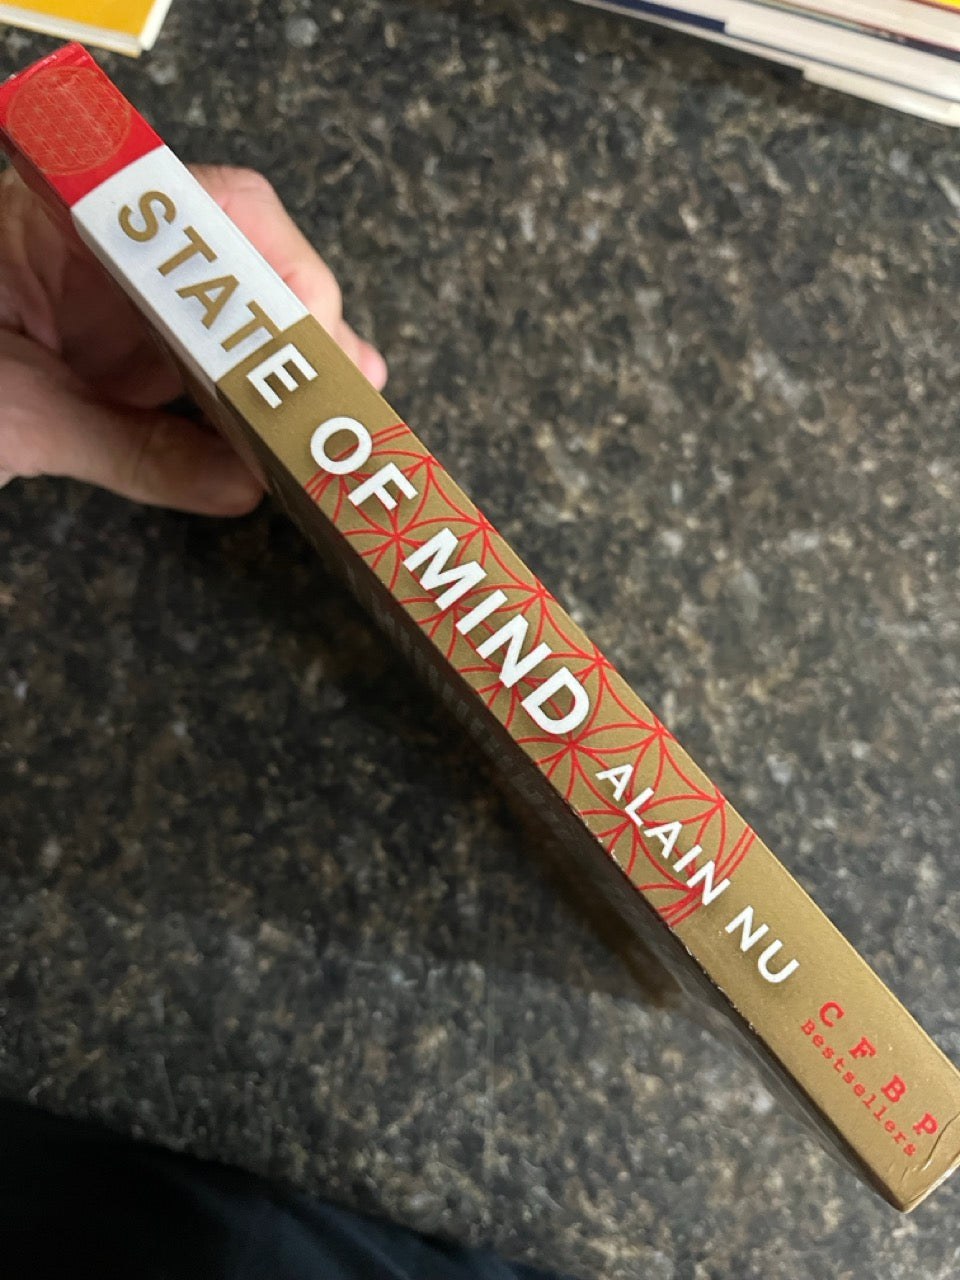 STATE OF MIND
ALAIN NU
CFBP
Bestsellers